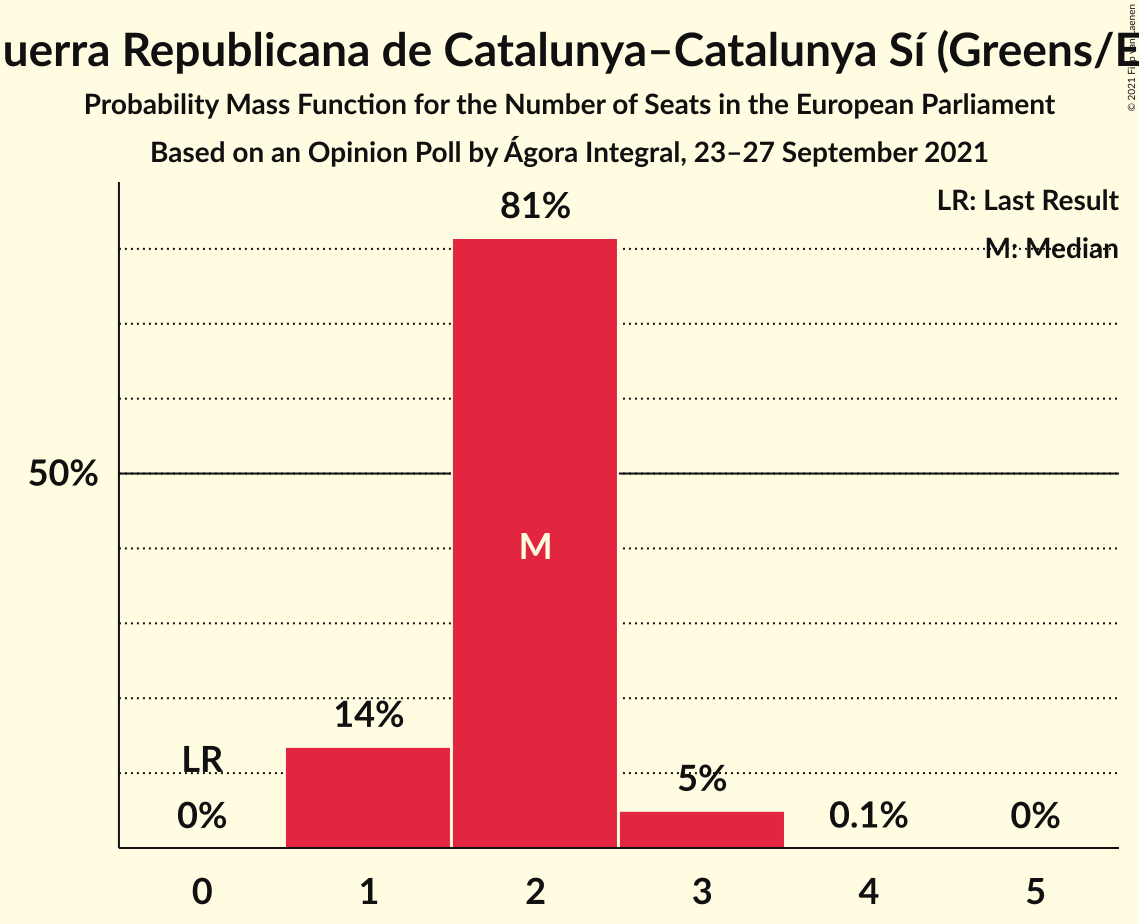 uerra Republicana de Catalunya–Catalunya Sí (Greens/E
Probability Mass Function for the Number of Seats in the European Parliament
Based on an Opinion Poll by Ágora Integral, 23–27 September 2021
LR: Last Result
M: Median
81%
50%
M
14%
LR
5%
0%
0.1%
0%
0 1 2 3 4 5
© 2021 Filip van Laenen